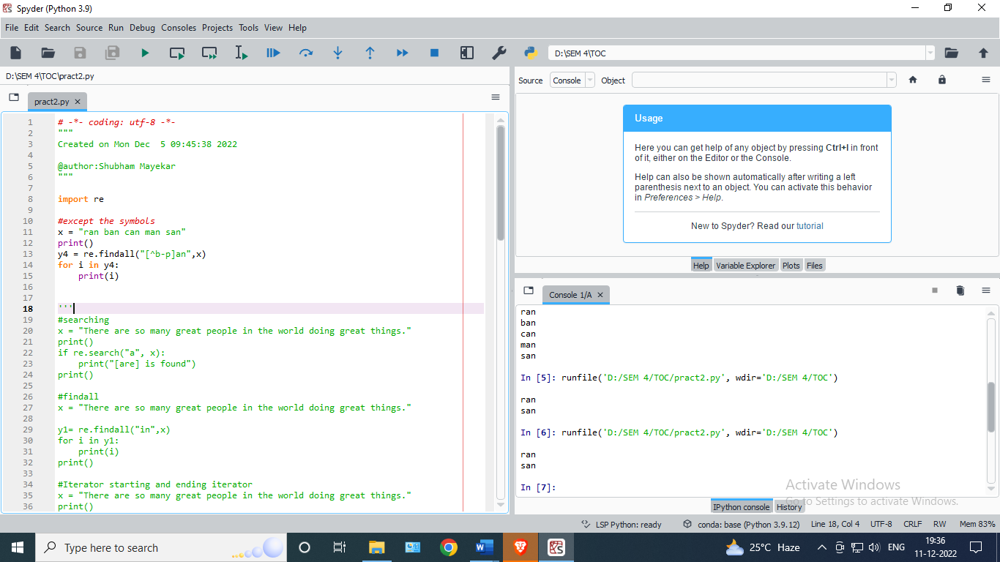 Spyder (Python 3.9)
File Edit Search Source Run Debug Consoles Projects Tools View Help
D:\SEM 4\TOC
D:\SEM 4\TOC\pract2.py
pract2.py
1 # -*- coding: utf-8 -*-
2 """
3 Created on Mon Dec  5 09:45:38 2022
4
5 @author:Shubham Mayekar
6 """
7
8 import re
9
10 #except the symbols
11 x = "ran ban can man san"
12 print()
13 y4 = re.findall("[^b-p]an",x)
14 for i in y4:
15     print(i)
16
17
18 '''
19 #searching
20 x = "There are so many great people in the world doing great things."
21 print()
22 if re.search("a", x):
23     print("[are] is found")
24 print()
25
26 #findall
27 x = "There are so many great people in the world doing great things."
28
29 y1= re.findall("in",x)
30 for i in y1:
31     print(i)
32 print()
33
34 #Iterator starting and ending iterator
35 x = "There are so many great people in the world doing great things."
36 print()
Source Console Object
Usage
Here you can get help of any object by pressing Ctrl+I in front
of it, either on the Editor or the Console.
Help can also be shown automatically after writing a left
parenthesis next to an object. You can activate this behavior
in Preferences > Help.
New to Spyder? Read our tutorial
Help Variable Explorer Plots Files
Console 1/A
ran
ban
can
man
san
In [5]: runfile('D:/SEM 4/TOC/pract2.py', wdir='D:/SEM 4/TOC')
ran
san
In [6]: runfile('D:/SEM 4/TOC/pract2.py', wdir='D:/SEM 4/TOC')
ran
san
In [7]:
Activate Windows
Go to Settings to activate Windows.
IPython console History
LSP Python: ready conda: base (Python 3.9.12) Line 18, Col 4 UTF-8 CRLF RW Mem 83%
Type here to search
25°C Haze
ENG
19:36
11-12-2022